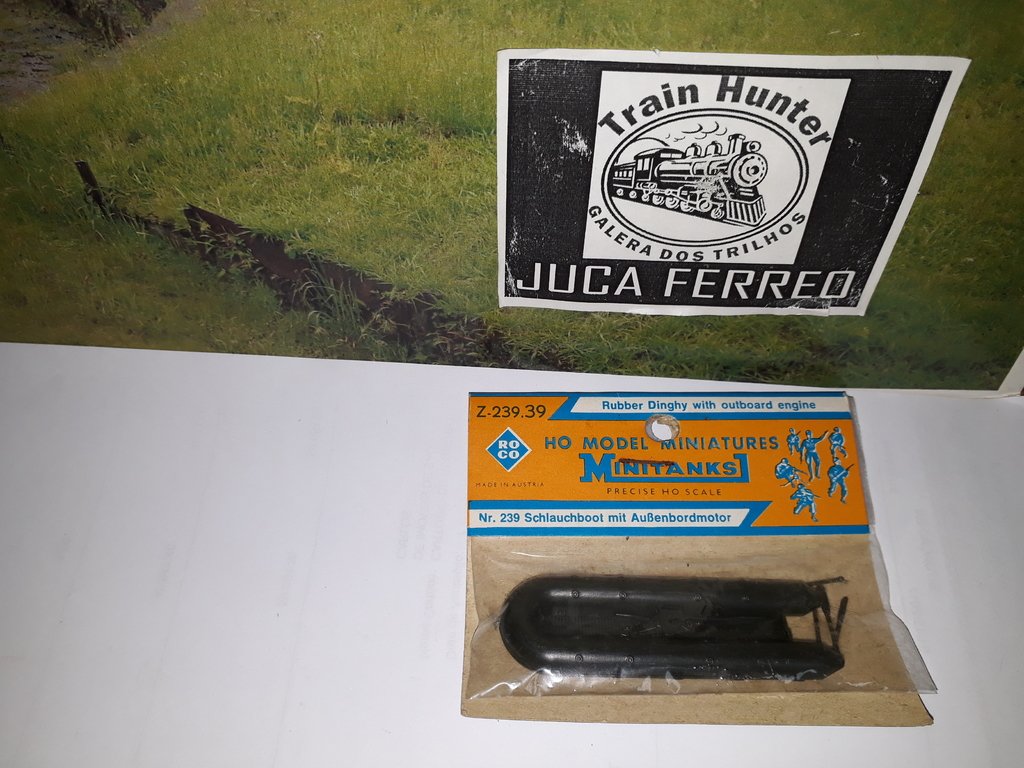 Train Hunter
GALERA DOS TRILHOS
JUCA FERREO
Z-239.39
Rubber Dinghy with outboard engine
ROCO
HO MODEL MINIATURES
MINITANKS
MADE IN AUSTRIA
PRECISE HO SCALE
Nr. 239 Schlauchboot mit Außenbordmotor